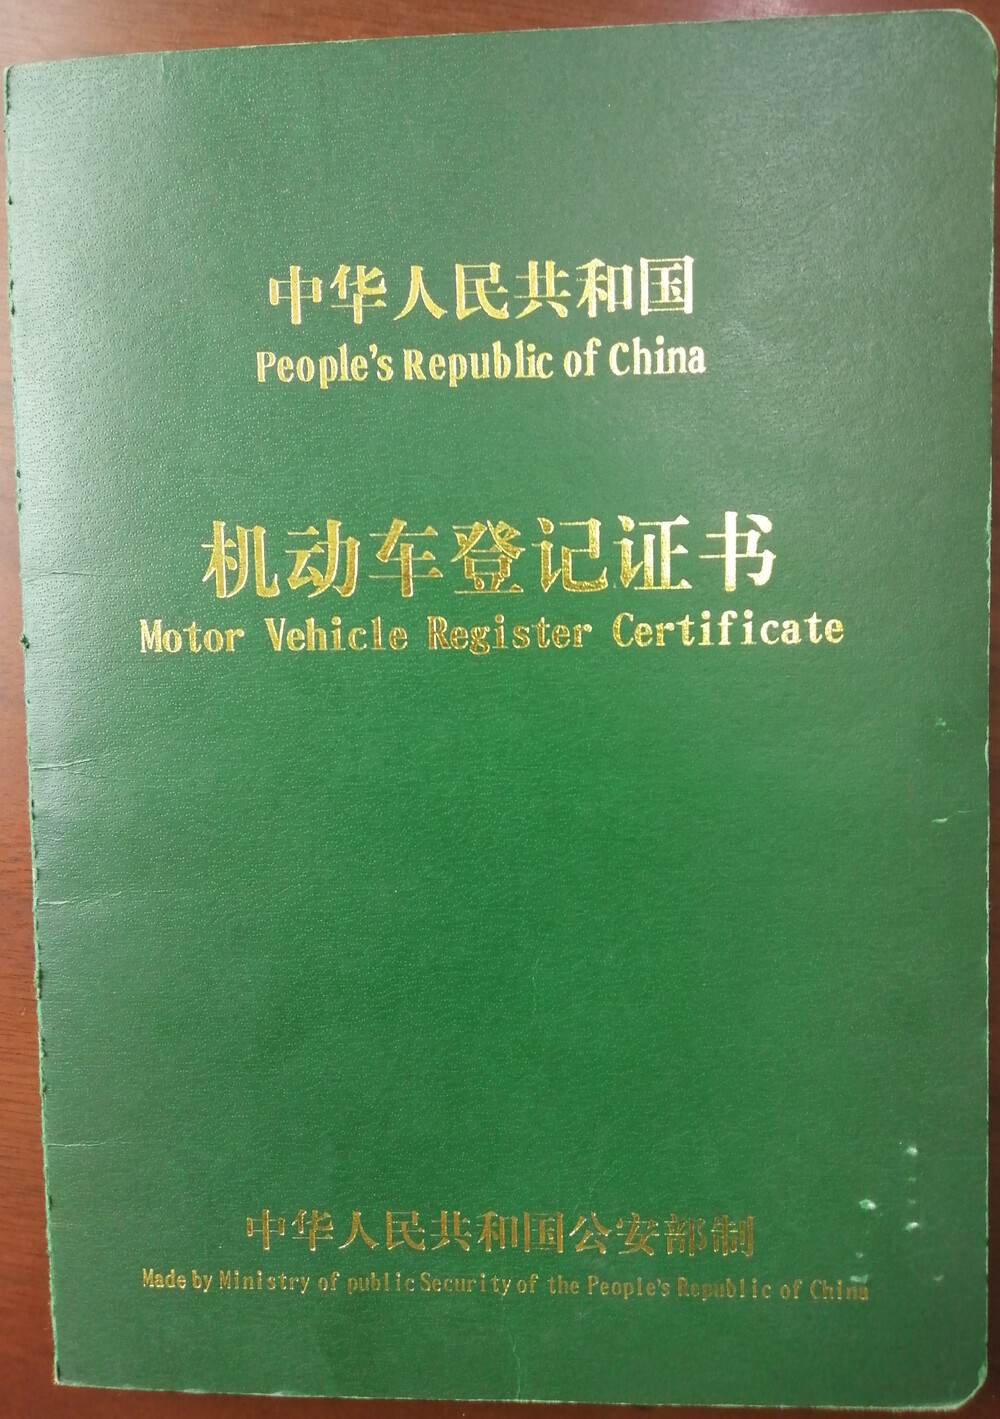 中华人民共和国
People's Republic of China
机动车登记证书
Motor Vehicle Register Certificate
中华人民共和国公安部制
Made by Ministry of public Security of the People's Republic of China